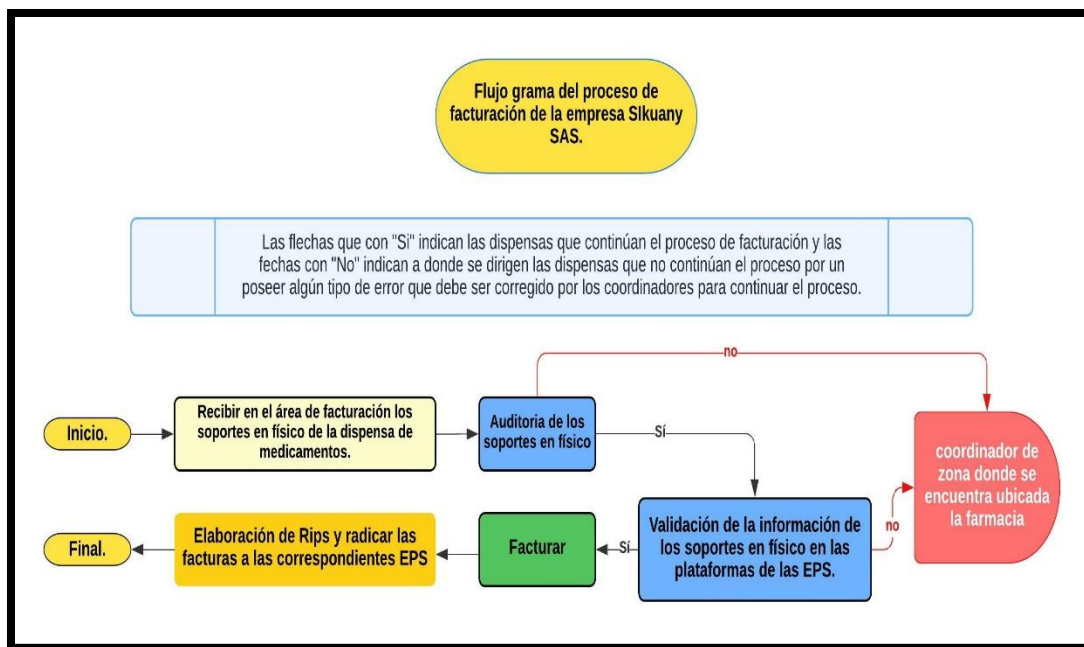 Flujo grama del proceso de
facturación de la empresa SIkuany
SAS.
Las flechas que con "Si" indican las dispensas que continúan el proceso de facturación y las
fechas con "No" indican a donde se dirigen las dispensas que no continúan el proceso por un
poseer algún tipo de error que debe ser corregido por los coordinadores para continuar el proceso.
no
Inicio.
Recibir en el área de facturación los
soportes en físico de la dispensa de
medicamentos.
Auditoria de los
soportes en físico
Sí
coordinador de
zona donde se
encuentra ubicada
la farmacia
no
Validación de la información de
los soportes en físico en las
plataformas de las EPS.
Sí
Facturar
Elaboración de Rips y radicar las
facturas a las correspondientes EPS
Final.